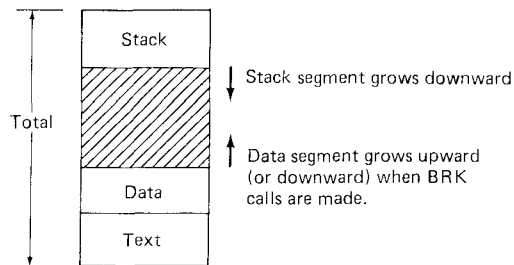 Stack
Stack segment grows downward
Total
Data segment grows upward
(or downward) when BRK
calls are made.
Data
Text